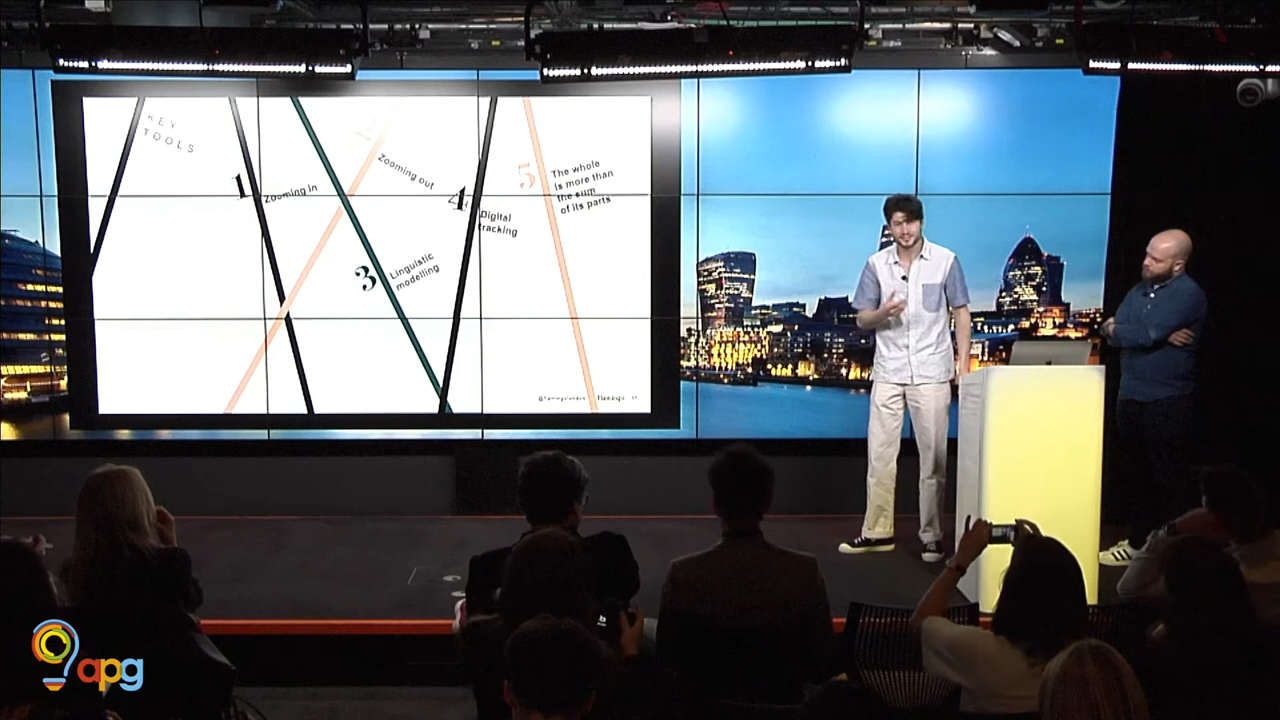 KEY
TOOLS
1
Zooming in
2
Zooming out
3
Linguistic
modelling
4
Digital
tracking
5
The whole
is more than
the sum
of its parts
apg